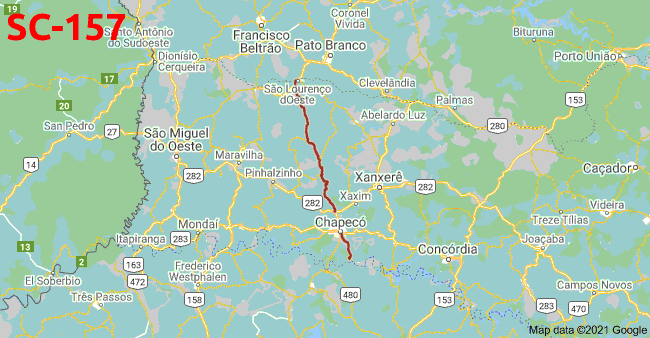 SC-157
19
Santo Antônio
do Sudoeste
Coronel
Vivida
Francisco
Beltrão
Pato Branco
Bituruna
Porto União
Dionísio
Cerqueira
17
São Lourenço
dOeste
Clevelândia
Palmas
153
20
Abelardo Luz
280
San Pedro
27
São Miguel
do Oeste
Maravilha
14
282
Pinhalzinho
Xanxerê
282
Caçador
Xaxim
282
Videira
Chapecó
Treze Tílias
Mondaí
Itapiranga
283
Joaçaba
13
2
163
Concórdia
El Soberbio
472
Frederico
Westphalen
Campos Novos
Três Passos
158
480
153
283
470
Map data ©2021 Google